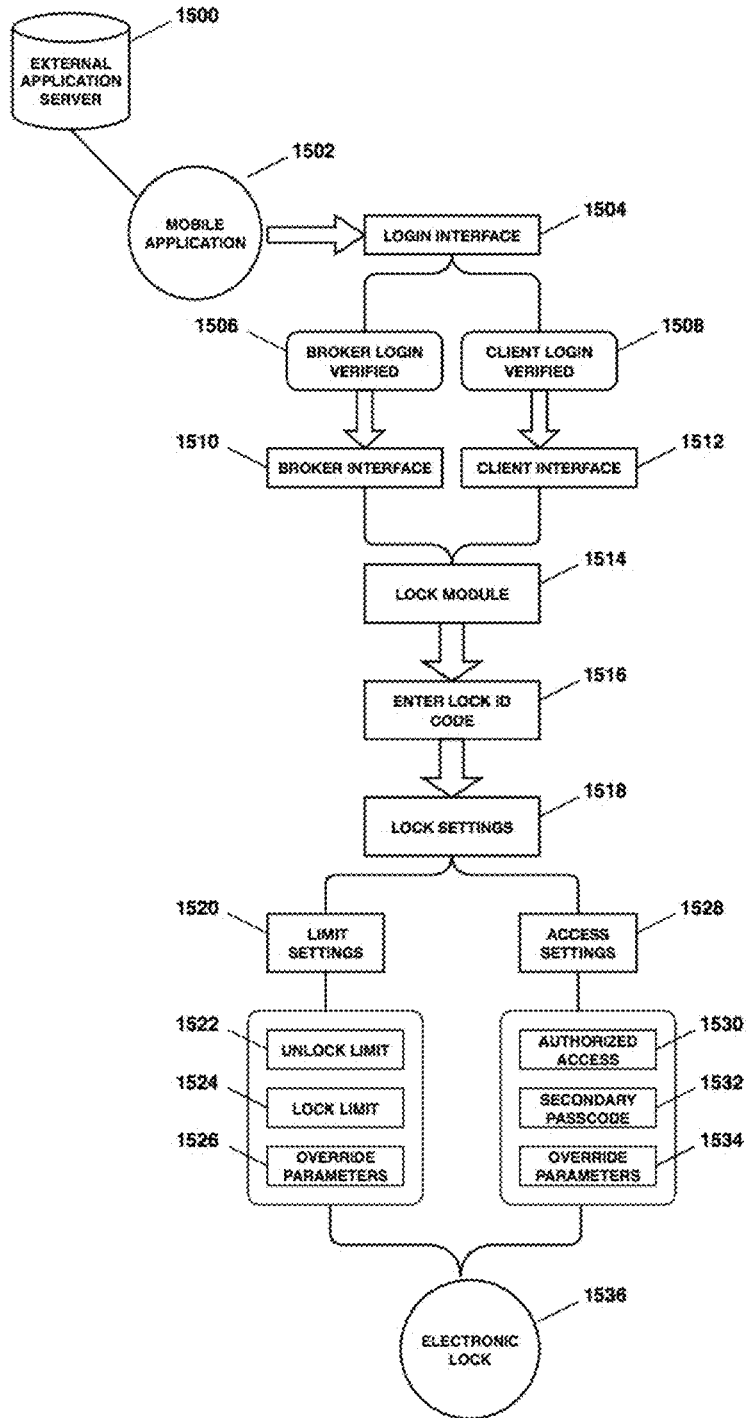 1500
EXTERNAL
APPLICATION
SERVER
1502
MOBILE
APPLICATION
1504
LOGIN INTERFACE
1506
BROKER LOGIN
VERIFIED
1508
CLIENT LOGIN
VERIFIED
1510
BROKER INTERFACE
1512
CLIENT INTERFACE
1514
LOCK MODULE
1516
ENTER LOCK ID
CODE
1518
LOCK SETTINGS
1520
LIMIT
SETTINGS
1528
ACCESS
SETTINGS
1522
UNLOCK LIMIT
1524
LOCK LIMIT
1526
OVERRIDE
PARAMETERS
1530
AUTHORIZED
ACCESS
1532
SECONDARY
PASSCODE
1534
OVERRIDE
PARAMETERS
1536
ELECTRONIC
LOCK